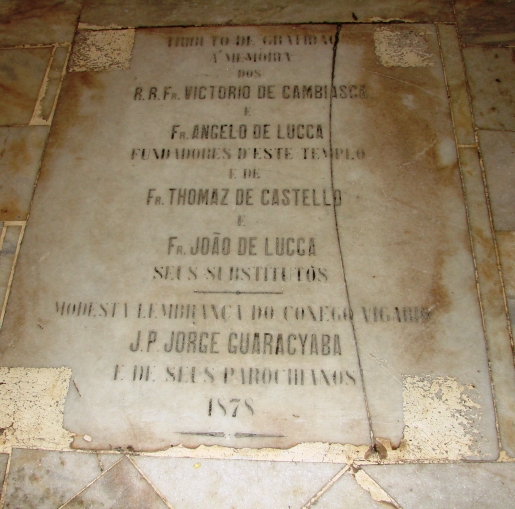 TRIBUTO DE GRATIDAO
Á MEMORIA
DOS
R.R. FR. VICTORIO DE CAMBIASCA
E
FR. ANGELO DE LUCCA
FUNDADORES D'ESTE TEMPLO
E DE
FR. THOMAZ DE CASTELLO
E
FR. JOÃO DE LUCCA
SEUS SUBSTITUTOS
MODESTA LEMBRANÇA DO CONEGO VIGARIO
J.P. JORGE GUARACYABA
E DE SEUS PAROCHIANOS
1878